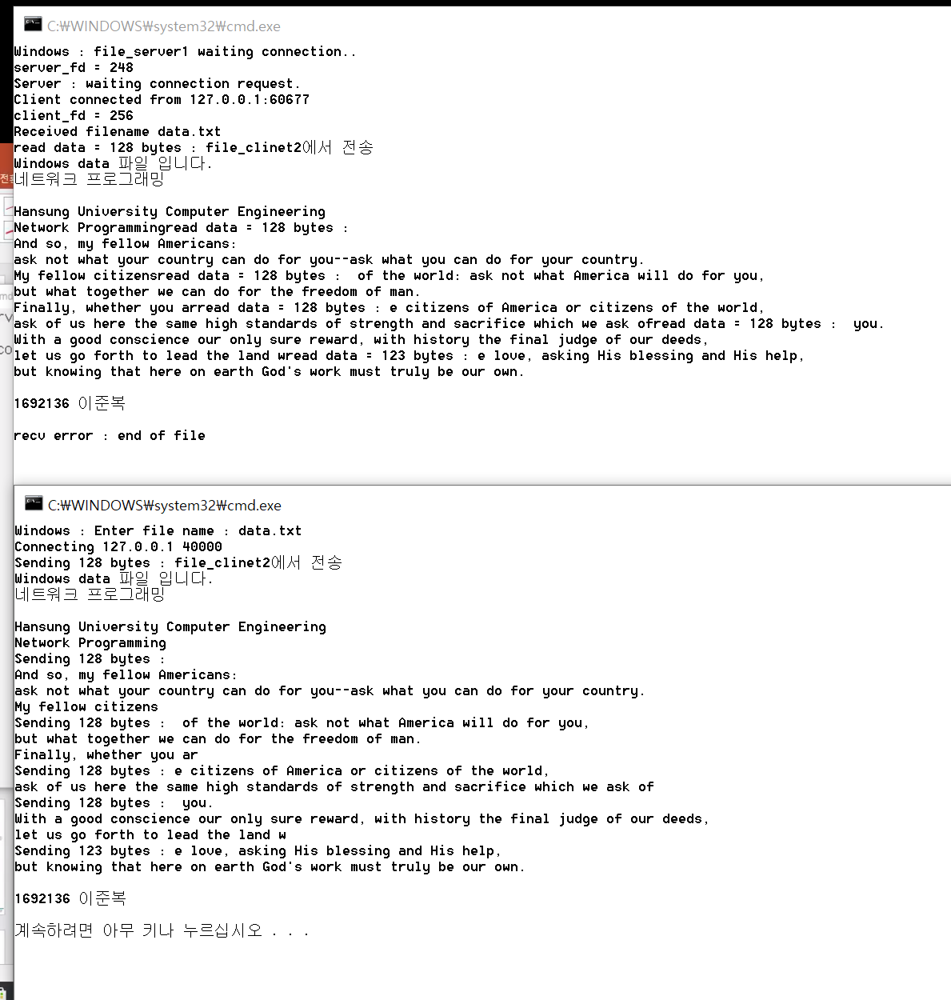 C:₩WINDOWS₩system32₩cmd.exe
Windows : file_server1 waiting connection..
server_fd = 248
Server : waiting connection request.
Client connected from 127.0.0.1:60677
client_fd = 256
Received filename data.txt
read data = 128 bytes : file_clinet2에서 전송
Windows data 파일 입니다.
네트워크 프로그래밍
Hansung University Computer Engineering
Network Programmingread data = 128 bytes :
And so, my fellow Americans:
ask not what your country can do for you--ask what you can do for your country.
My fellow citizensread data = 128 bytes :  of the world: ask not what America will do for you,
but what together we can do for the freedom of man.
Finally, whether you arread data = 128 bytes : e citizens of America or citizens of the world,
ask of us here the same high standards of strength and sacrifice which we ask ofread data = 128 bytes :  you.
With a good conscience our only sure reward, with history the final judge of our deeds,
let us go forth to lead the land wread data = 123 bytes : e love, asking His blessing and His help,
but knowing that here on earth God's work must truly be our own.
1692136 이준복
recv error : end of file
C:₩WINDOWS₩system32₩cmd.exe
Windows : Enter file name : data.txt
Connecting 127.0.0.1 40000
Sending 128 bytes : file_clinet2에서 전송
Windows data 파일 입니다.
네트워크 프로그래밍
Hansung University Computer Engineering
Network Programming
Sending 128 bytes :
And so, my fellow Americans:
ask not what your country can do for you--ask what you can do for your country.
My fellow citizens
Sending 128 bytes :  of the world: ask not what America will do for you,
but what together we can do for the freedom of man.
Finally, whether you ar
Sending 128 bytes : e citizens of America or citizens of the world,
ask of us here the same high standards of strength and sacrifice which we ask of
Sending 128 bytes :  you.
With a good conscience our only sure reward, with history the final judge of our deeds,
let us go forth to lead the land w
Sending 123 bytes : e love, asking His blessing and His help,
but knowing that here on earth God's work must truly be our own.
1692136 이준복
계속하려면 아무 키나 누르십시오 . . .